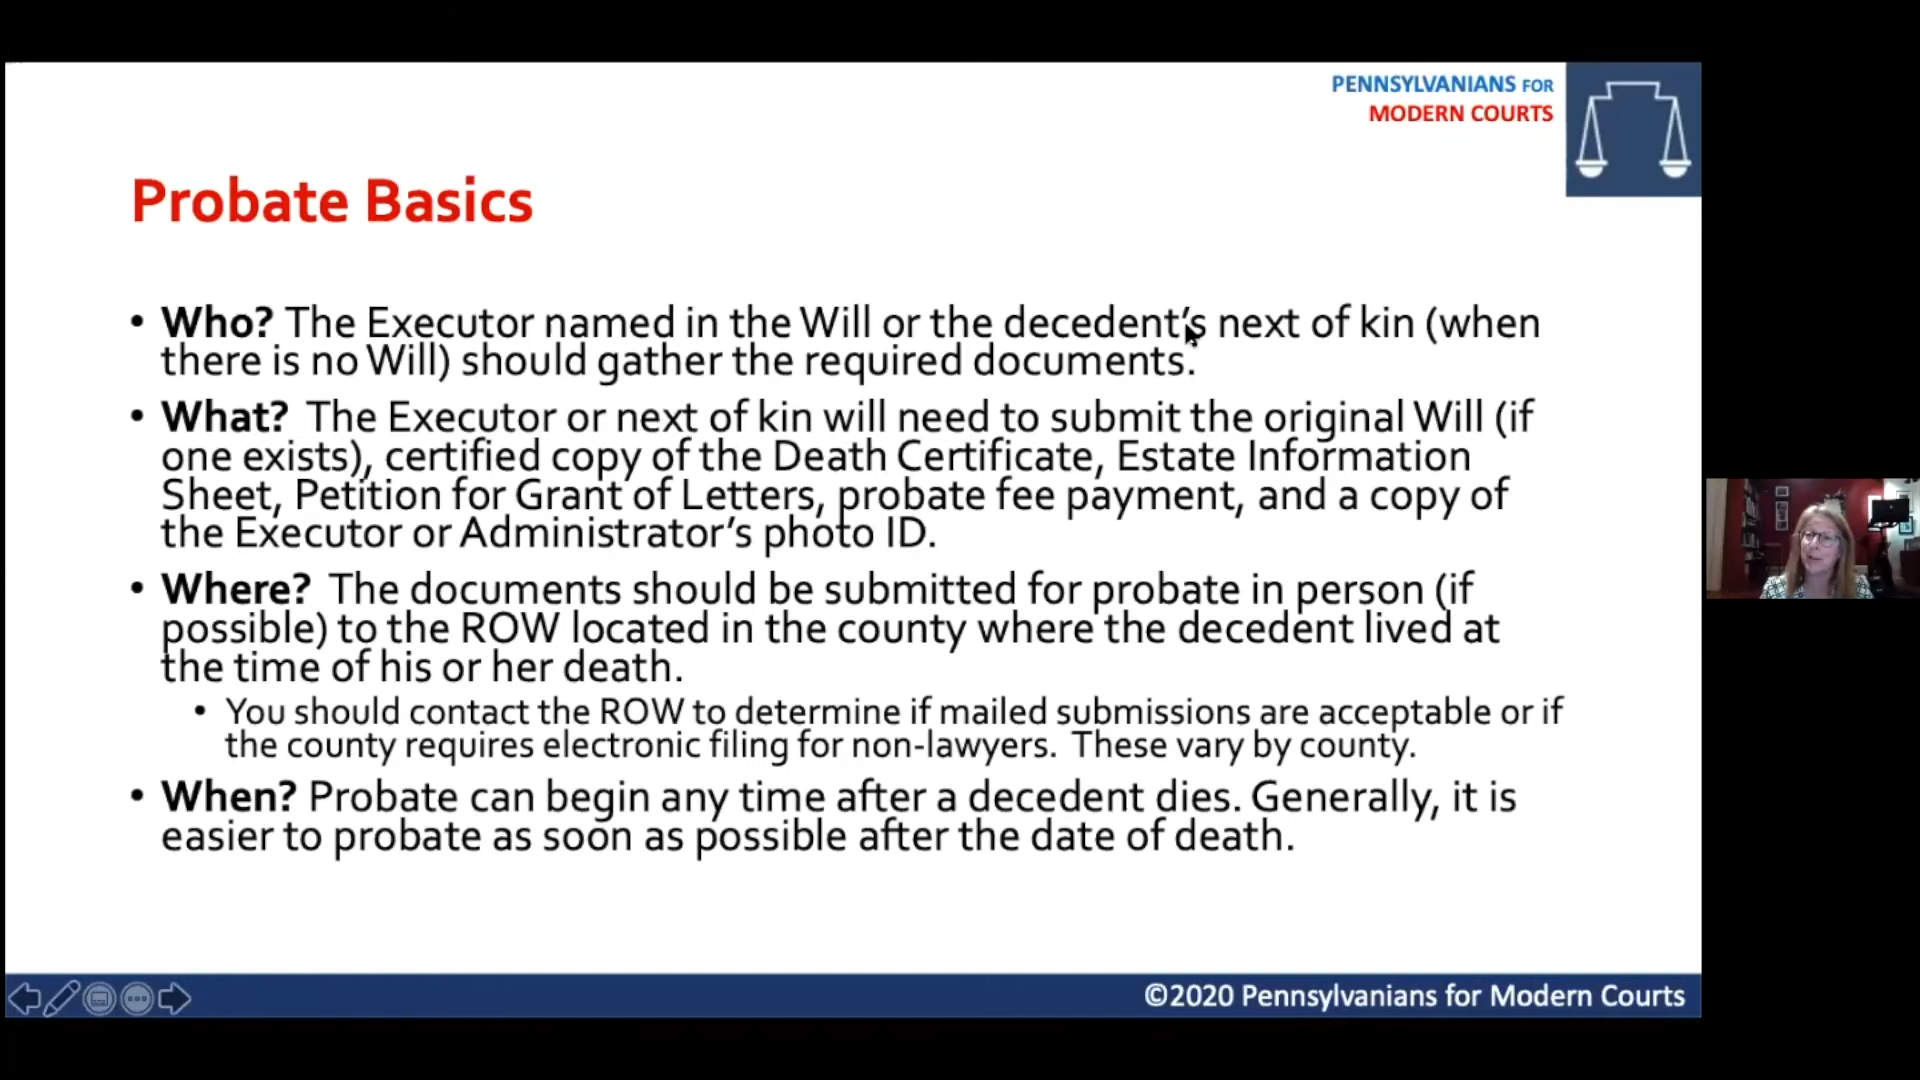 PENNSYLVANIANS FOR
MODERN COURTS
Probate Basics
• Who? The Executor named in the Will or the decedent's next of kin (when
there is no Will) should gather the required documents.
• What? The Executor or next of kin will need to submit the original Will (if
one exists), certified copy of the Death Certificate, Estate Information
Sheet, Petition for Grant of Letters, probate fee payment, and a copy of
the Executor or Administrator's photo ID.
• Where? The documents should be submitted for probate in person (if
possible) to the ROW located in the county where the decedent lived at
the time of his or her death.
• You should contact the ROW to determine if mailed submissions are acceptable or if
the county requires electronic filing for non-lawyers. These vary by county.
• When? Probate can begin any time after a decedent dies. Generally, it is
easier to probate as soon as possible after the date of death.
©2020 Pennsylvanians for Modern Courts